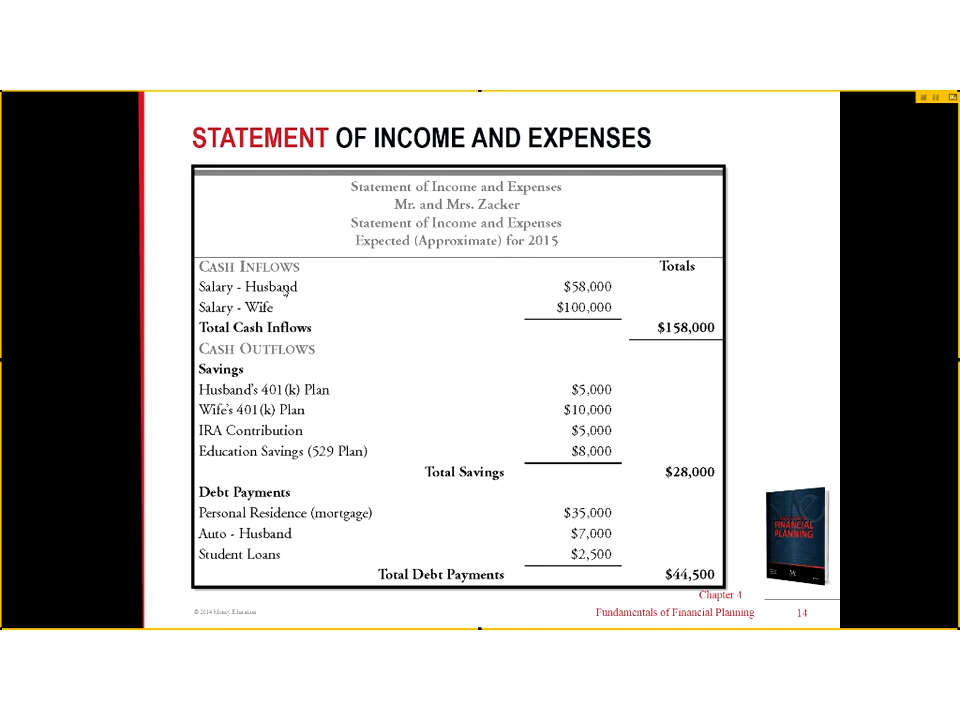 STATEMENT OF INCOME AND EXPENSES
Statement of Income and Expenses
Mr. and Mrs. Zacker
Statement of Income and Expenses
Expected (Approximate) for 2015
CASH INFLOWS Totals
Salary - Husband $58,000
Salary - Wife $100,000
Total Cash Inflows $158,000
CASH OUTFLOWS
Savings
Husband's 401(k) Plan $5,000
Wife's 401(k) Plan $10,000
IRA Contribution $5,000
Education Savings (529 Plan) $8,000
Total Savings $28,000
Debt Payments
Personal Residence (mortgage) $35,000
Auto - Husband $7,000
Student Loans $2,500
Total Debt Payments $44,500
FINANCIAL
PLANNING
Chapter 4
© 2014 Money Education Fundamentals of Financial Planning 14